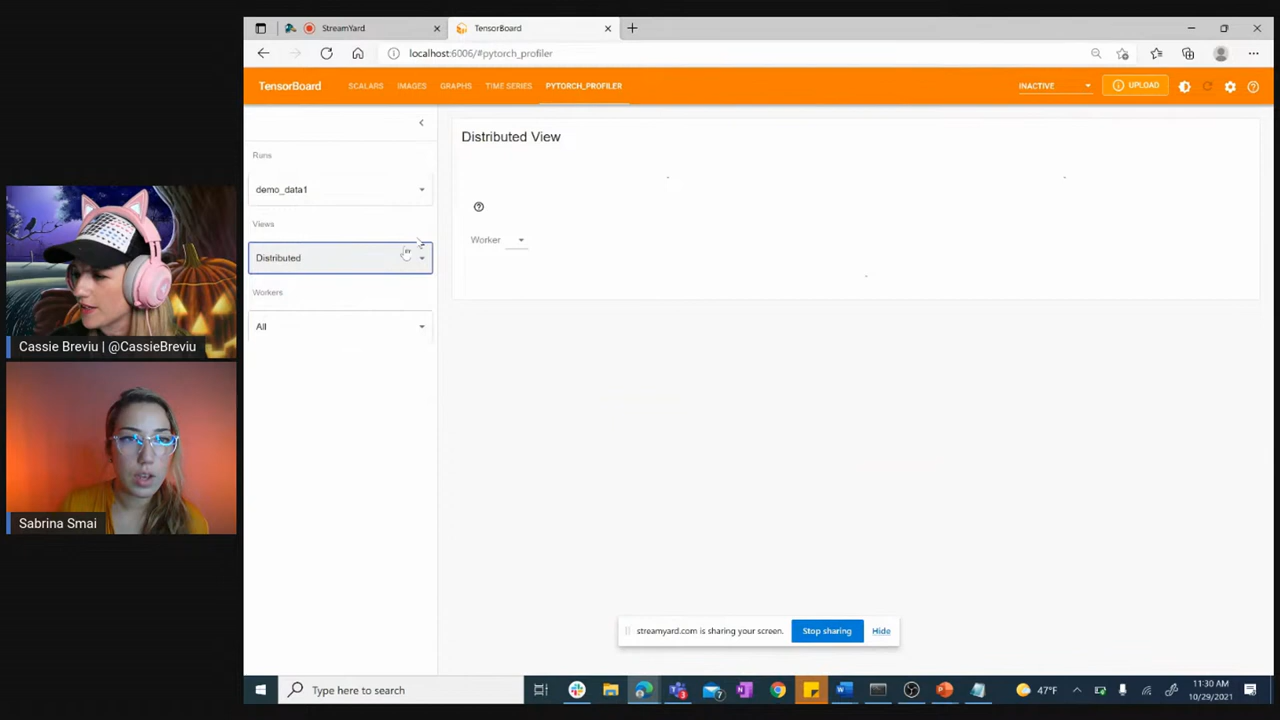 StreamYard
TensorBoard
localhost:6006/#pytorch_profiler
TensorBoard
SCALARS
IMAGES
GRAPHS
TIME SERIES
PYTORCH_PROFILER
INACTIVE
UPLOAD
Runs
demo_data1
Views
Distributed
Workers
All
Distributed View
Worker
Cassie Breviu | @CassieBreviu
Sabrina Smai
streamyard.com is sharing your screen.
Stop sharing
Hide
Type here to search
7
47°F
11:30 AM
10/29/2021